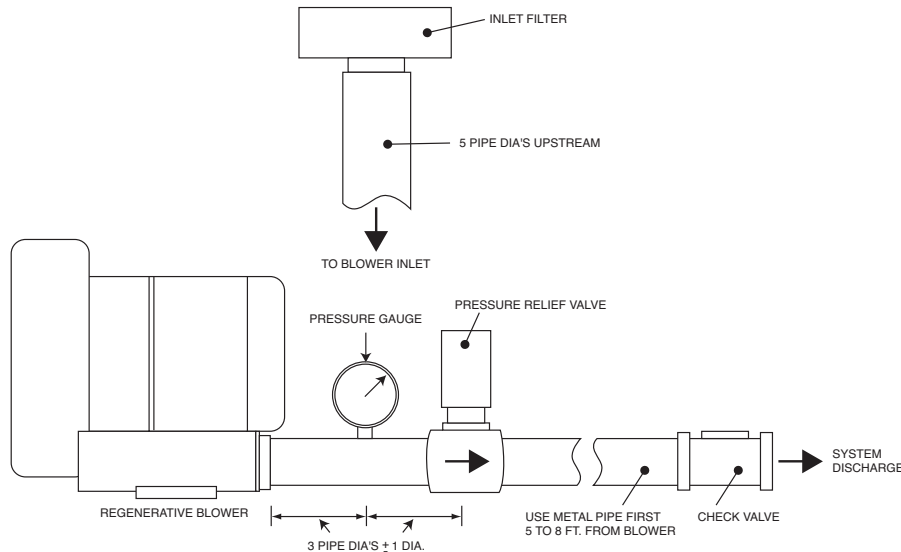 INLET FILTER
5 PIPE DIA'S UPSTREAM
TO BLOWER INLET
PRESSURE RELIEF VALVE
PRESSURE GAUGE
SYSTEM
DISCHARGE
REGENERATIVE BLOWER
USE METAL PIPE FIRST
5 TO 8 FT. FROM BLOWER
CHECK VALVE
3 PIPE DIA'S ± 1 DIA.